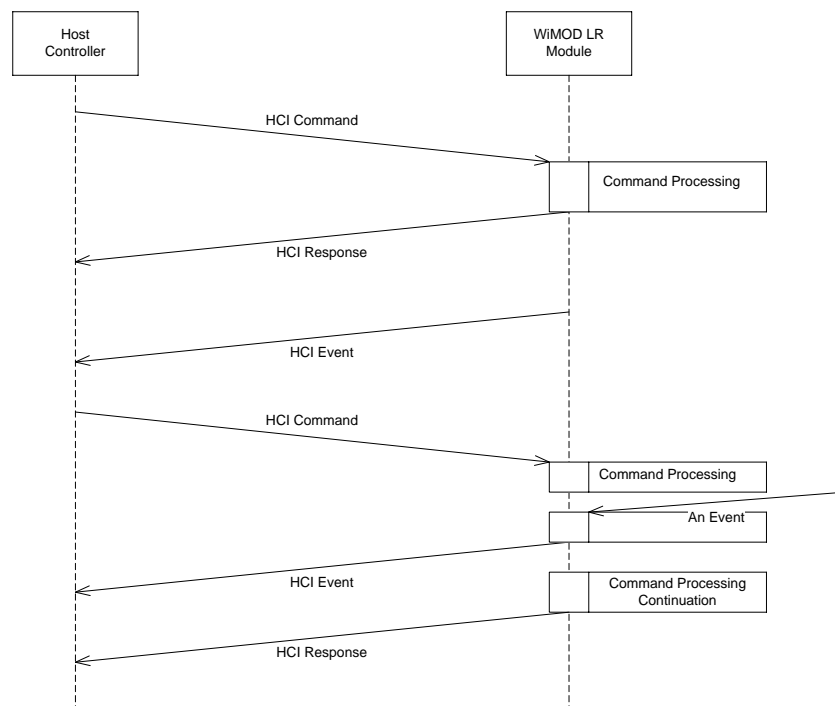 Host
Controller
WiMOD LR
Module
HCI Command
Command Processing
HCI Response
HCI Event
HCI Command
Command Processing
An Event
HCI Event
Command Processing
Continuation
HCI Response